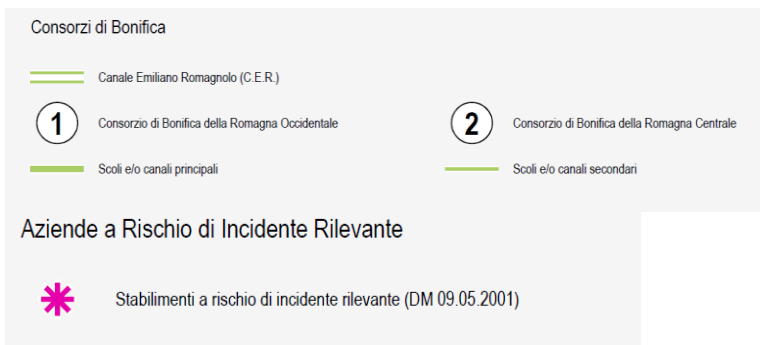 Consorzi di Bonifica
Canale Emiliano Romagnolo (C.E.R.)
1 Consorzio di Bonifica della Romagna Occidentale
2 Consorzio di Bonifica della Romagna Centrale
Scoli e/o canali principali
Scoli e/o canali secondari
Aziende a Rischio di Incidente Rilevante
Stabilimenti a rischio di incidente rilevante (DM 09.05.2001)